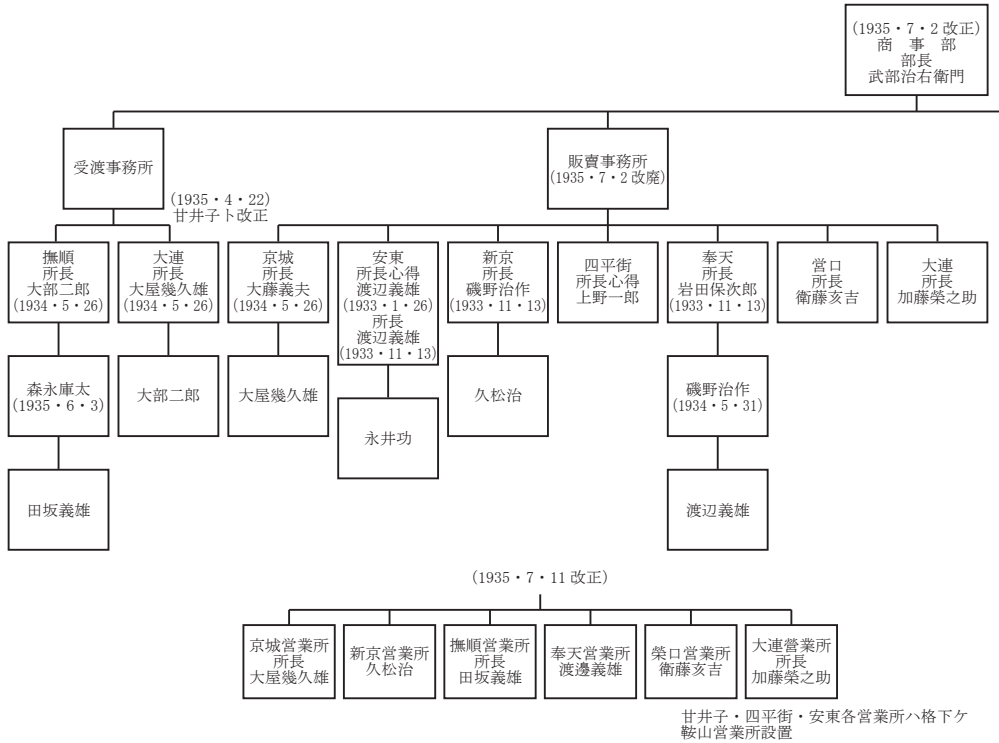 （1935・7・2 改正）
商　事　部
部長
武部治右衛門
受渡事務所
（1935・4・22）
甘井子ト改正
販賣事務所
（1935・7・2 改廃）
撫順
所長
大部二郎
（1934・5・26）
大連
所長
大屋幾久雄
（1934・5・26）
京城
所長
大藤義夫
（1934・5・26）
安東
所長心得
渡辺義雄
（1933・1・26）
所長
渡辺義雄
（1933・11・13）
新京
所長
磯野治作
（1933・11・13）
四平街
所長心得
上野一郎
奉天
所長
岩田保次郎
（1933・11・13）
営口
所長
衛藤亥吉
大連
所長
加藤榮之助
森永庫太
（1935・6・3）
大部二郎
大屋幾久雄
永井功
久松治
磯野治作
（1934・5・31）
田坂義雄
渡辺義雄
（1935・7・11 改正）
京城営業所
所長
大屋幾久雄
新京営業所
久松治
撫順営業所
所長
田坂義雄
奉天営業所
渡邊義雄
榮口営業所
衛藤亥吉
大連營業所
所長
加藤榮之助
甘井子・四平街・安東各営業所ハ格下ケ
鞍山営業所設置